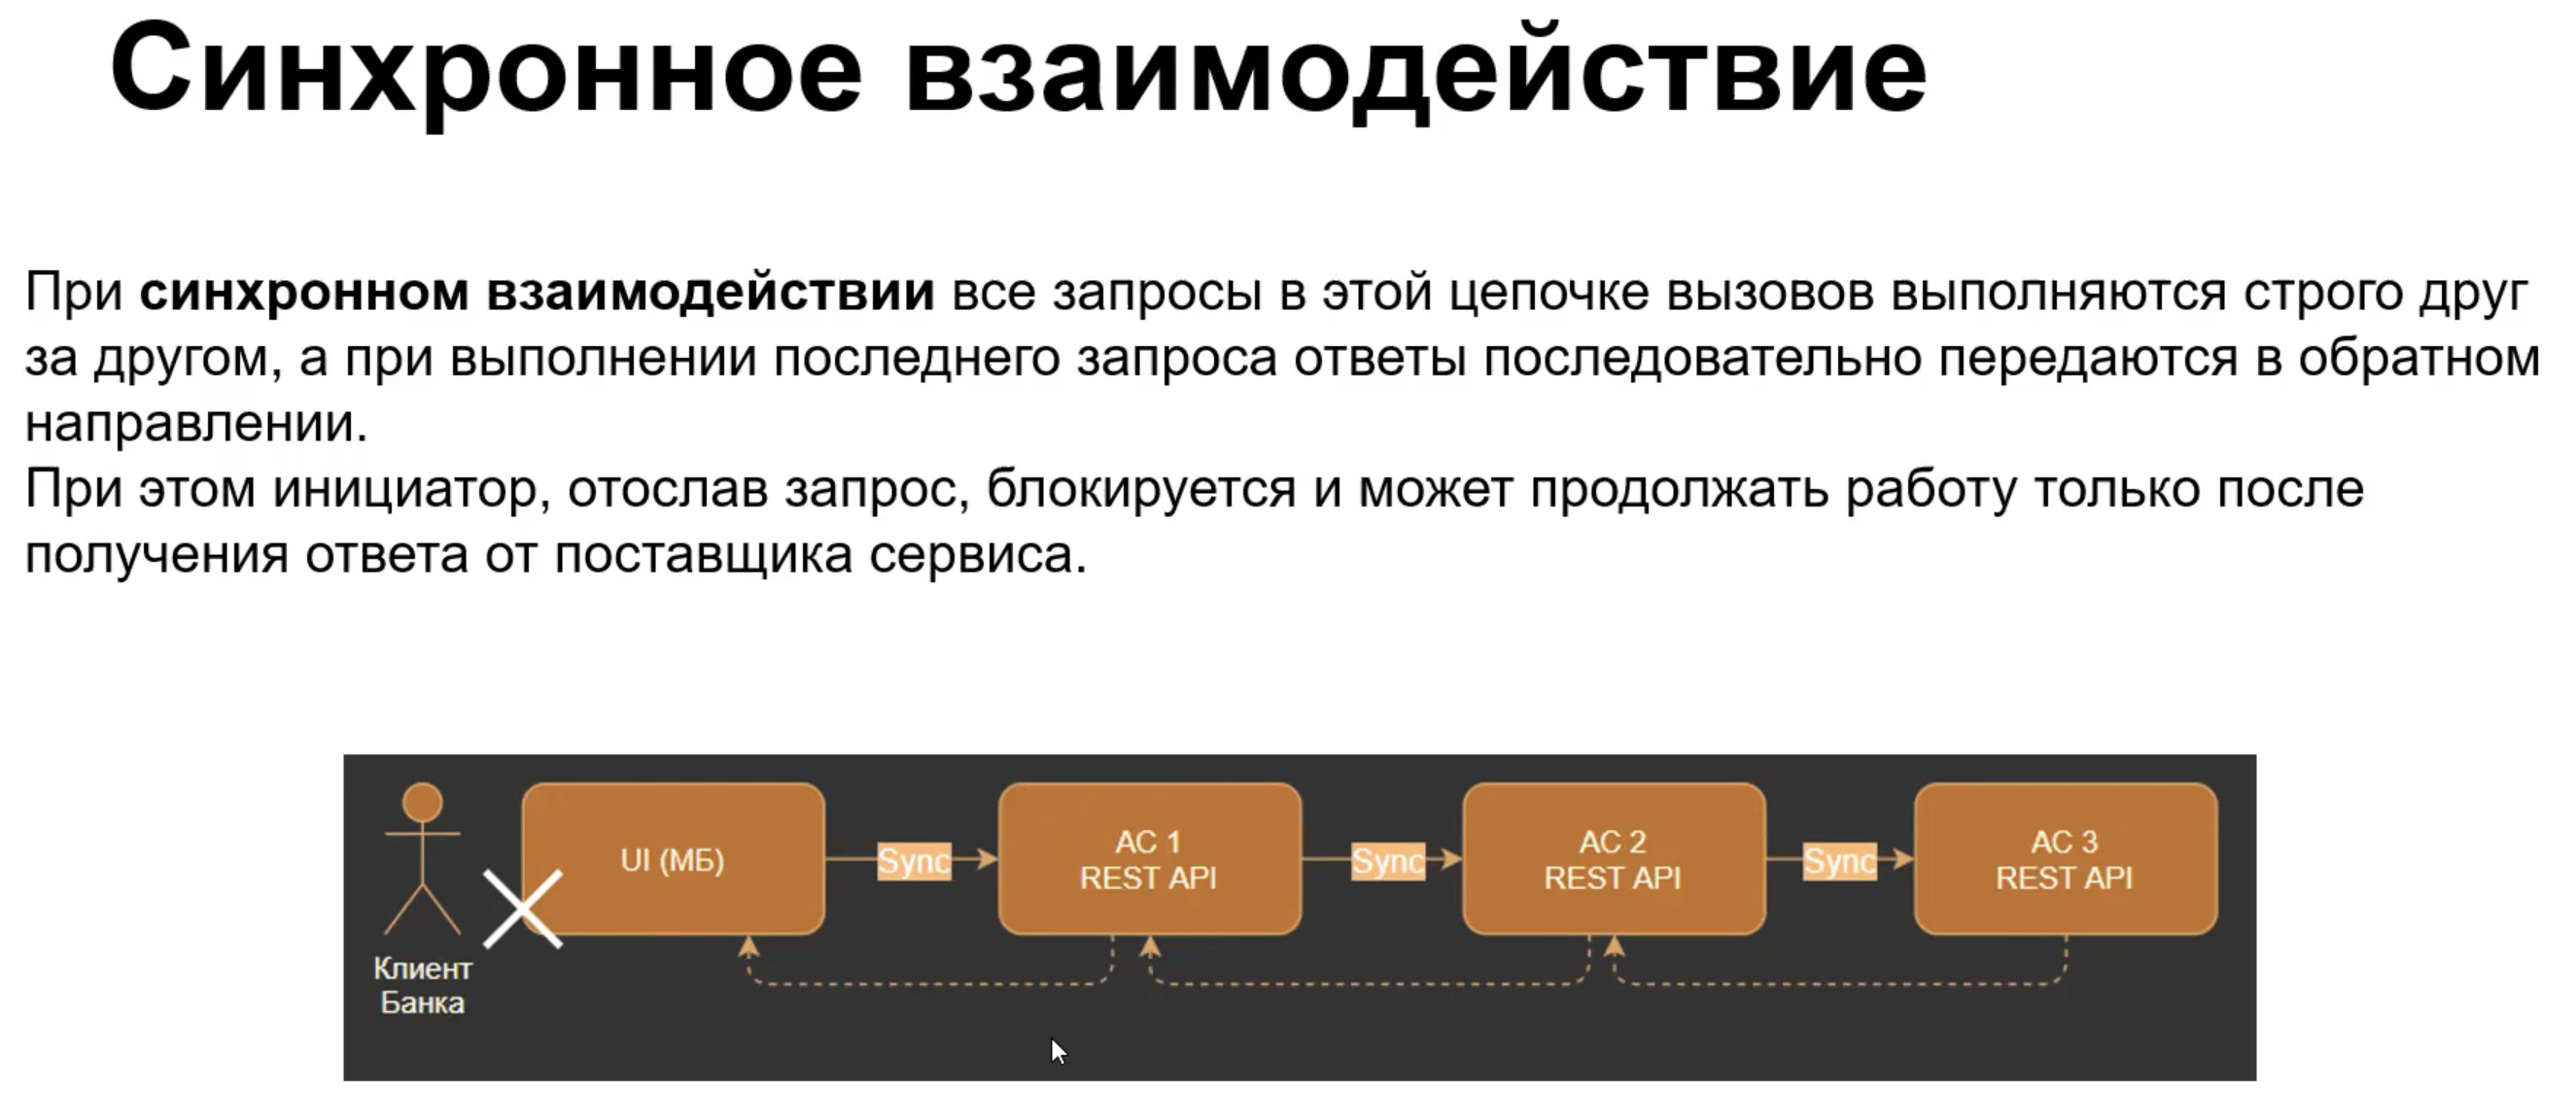 Синхронное взаимодействие
При синхронном взаимодействии все запросы в этой цепочке вызовов выполняются строго друг
за другом, а при выполнении последнего запроса ответы последовательно передаются в обратном
направлении.
При этом инициатор, отослав запрос, блокируется и может продолжать работу только после
получения ответа от поставщика сервиса.
Клиент
Банка
UI (МБ)
Sync
АС 1
REST API
Sync
АС 2
REST API
Sync
АС 3
REST API